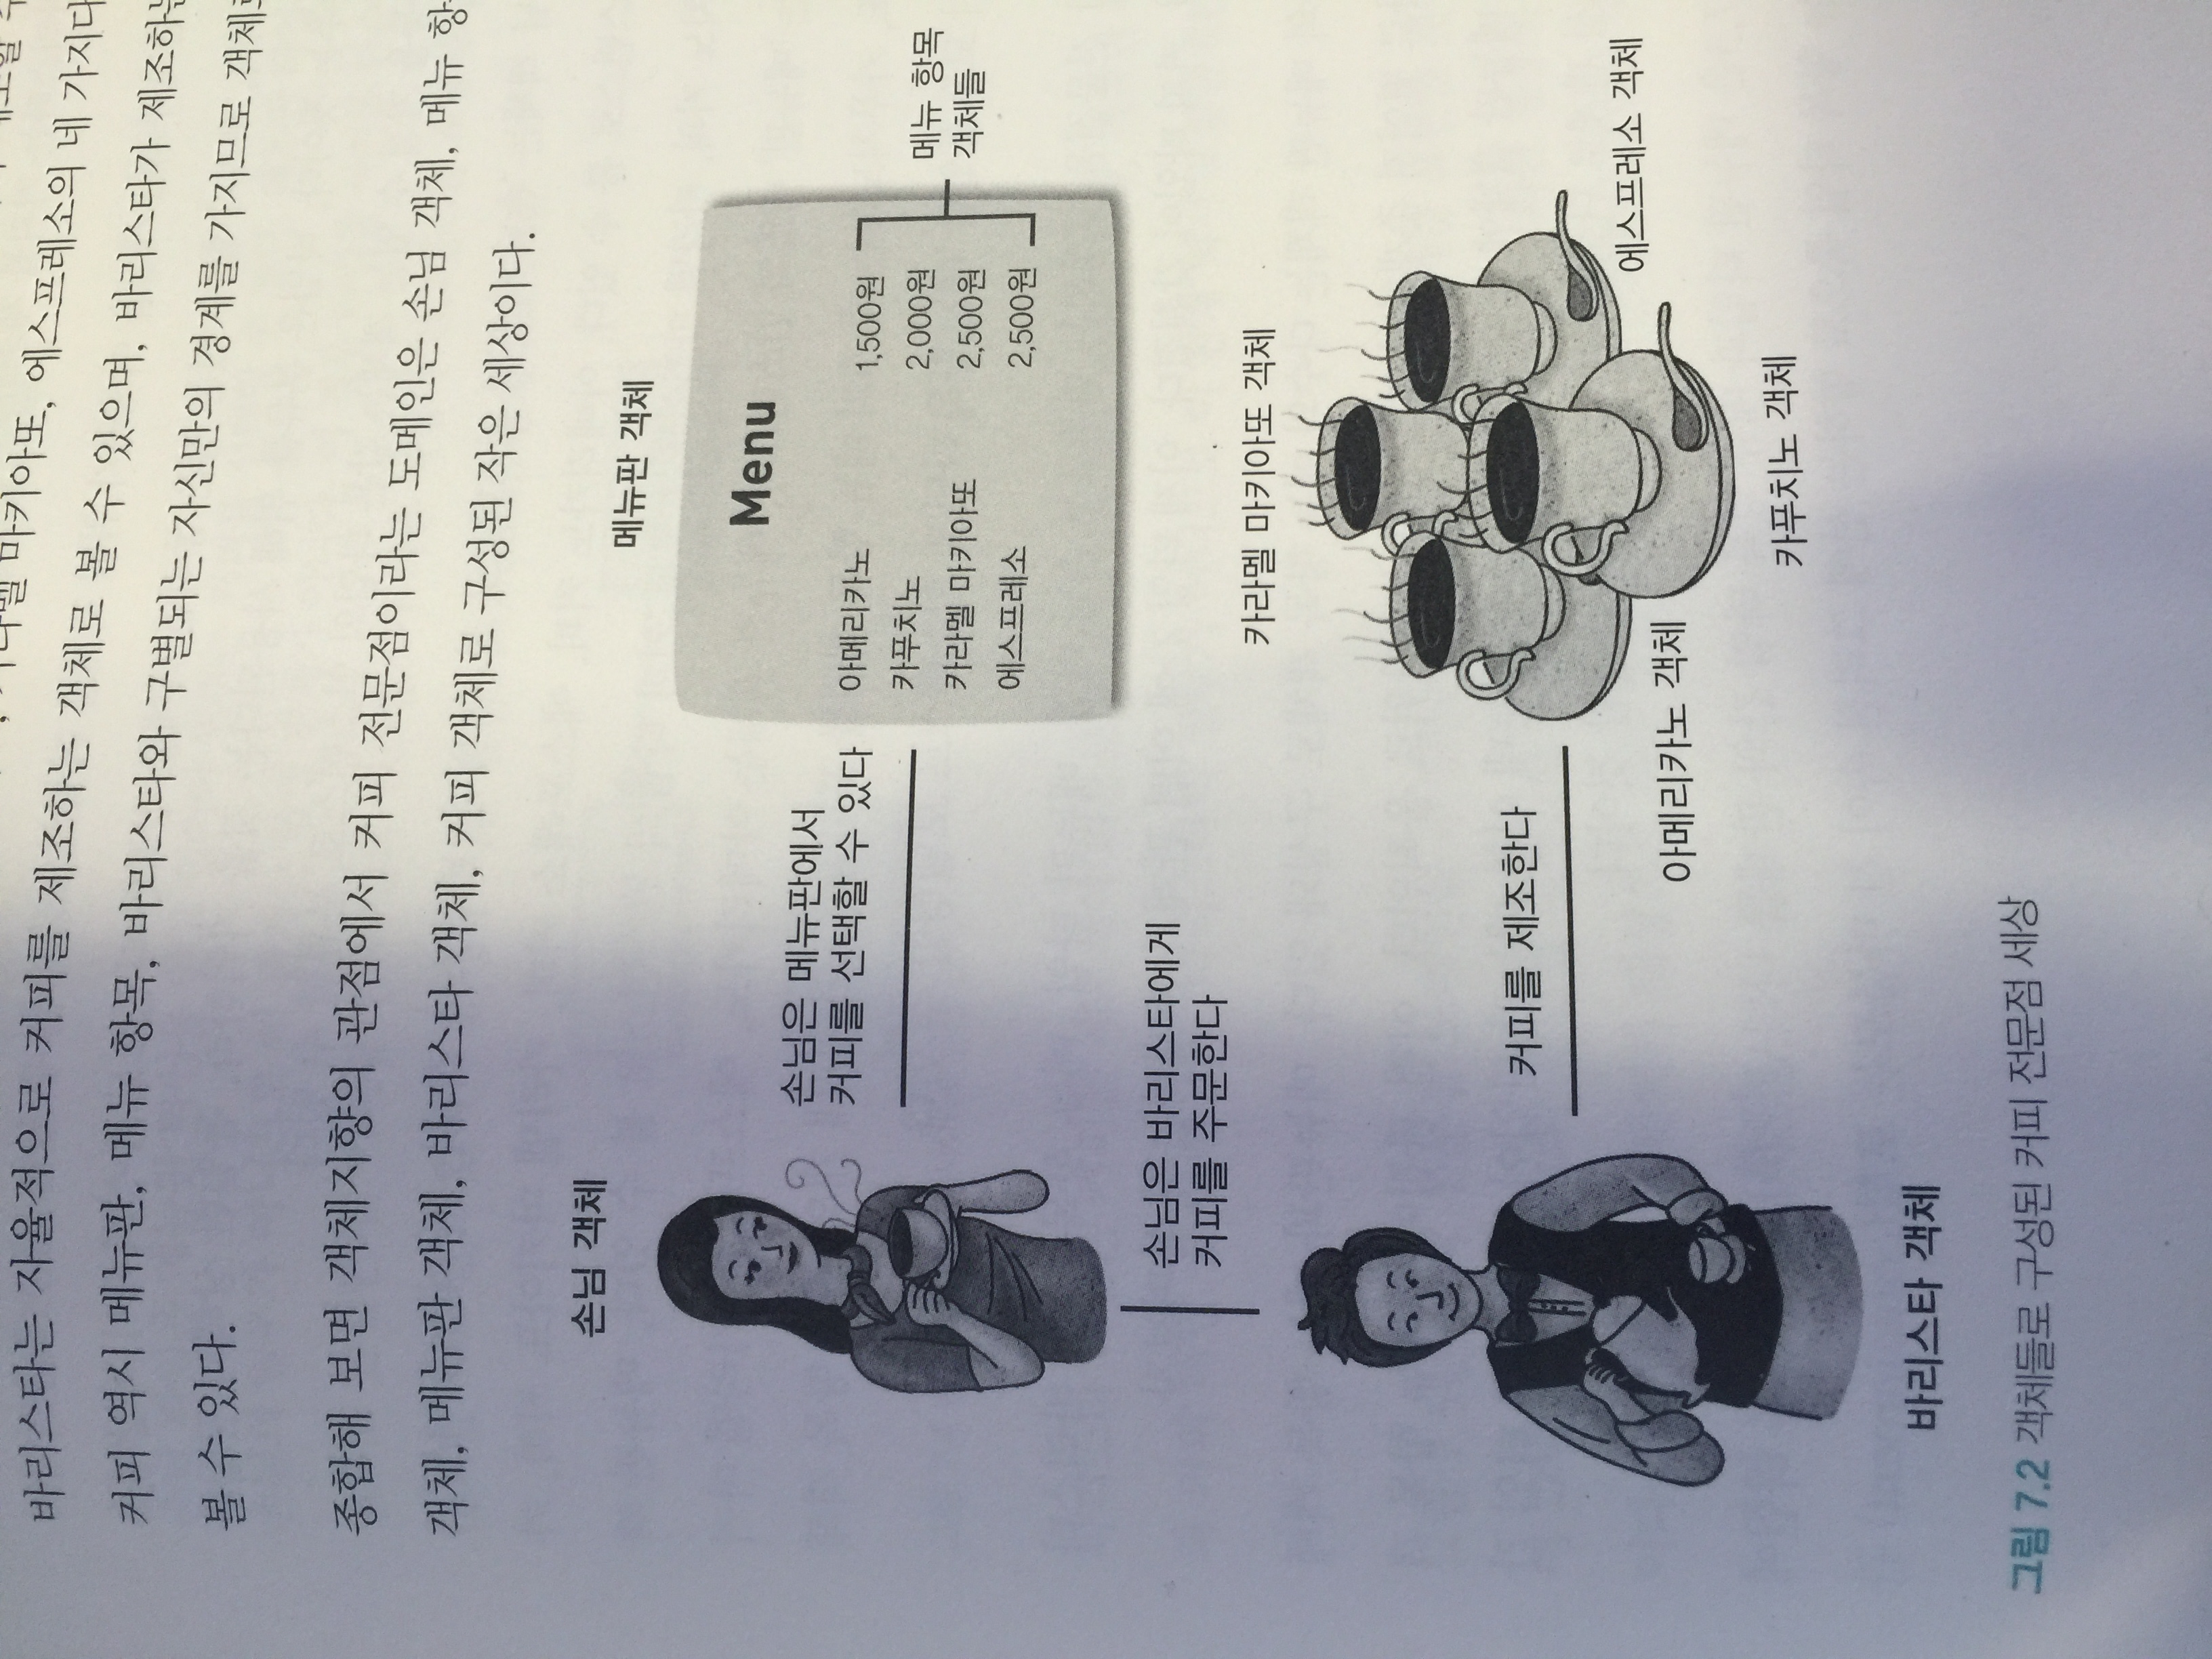 마키아또, 에스프레소의 네 가지다
바리스타는 자율적으로 커피를 제조하는 객체로 볼 수 있으며, 바리스타가 제조하는
커피 역시 메뉴판, 메뉴 항목, 바리스타와 구별되는 자신만의 경계를 가지므로 객체로
볼 수 있다.
종합해 보면 객체지향의 관점에서 커피 전문점이라는 도메인은 손님 객체, 메뉴 항
객체, 메뉴판 객체, 바리스타 객체, 커피 객체로 구성된 작은 세상이다.
손님 객체
메뉴판 객체
Menu
손님은 메뉴판에서
커피를 선택할 수 있다
아메리카노 1,500원
카푸치노 2,000원
카라멜 마키아또 2,500원
에스프레소 2,500원
메뉴 항목
객체들
손님은 바리스타에게
커피를 주문한다
카라멜 마키아또 객체
커피를 제조한다
에스프레소 객체
아메리카노 객체
카푸치노 객체
바리스타 객체
그림 7.2 객체들로 구성된 커피 전문점 세상